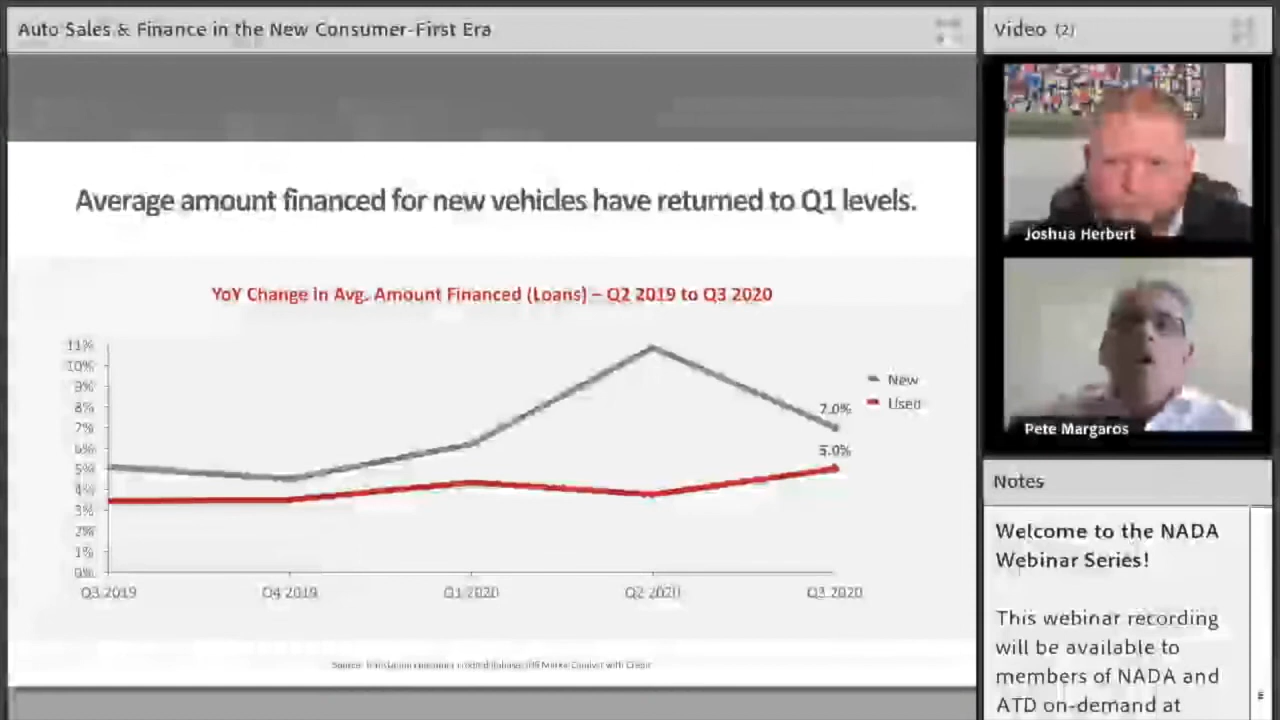 Auto Sales & Finance in the New Consumer-First Era
Average amount financed for new vehicles have returned to Q1 levels.
YoY Change in Avg. Amount Financed (Loans) – Q2 2019 to Q3 2020
11%
10%
9%
8%
7%
6%
5%
4%
3%
2%
1%
0%
7.0%
5.0%
New
Used
Q3 2019
Q4 2019
Q1 2020
Q2 2020
Q3 2020
Source:
Video (2)
Joshua Herbert
Pete Margaros
Notes
Welcome to the NADA
Webinar Series!
This webinar recording
will be available to
members of NADA and
ATD on-demand at